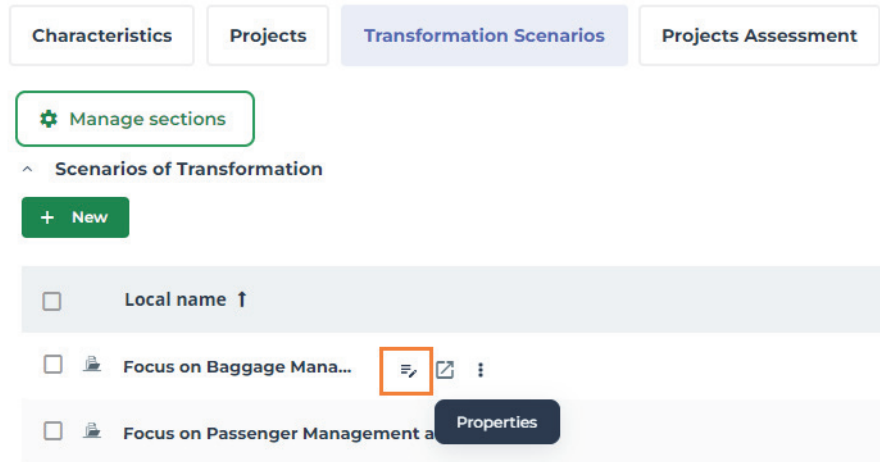 Characteristics Projects Transformation Scenarios Projects Assessment
Manage sections
Scenarios of Transformation
+ New
Local name ↑
Focus on Baggage Mana...
Properties
Focus on Passenger Management a